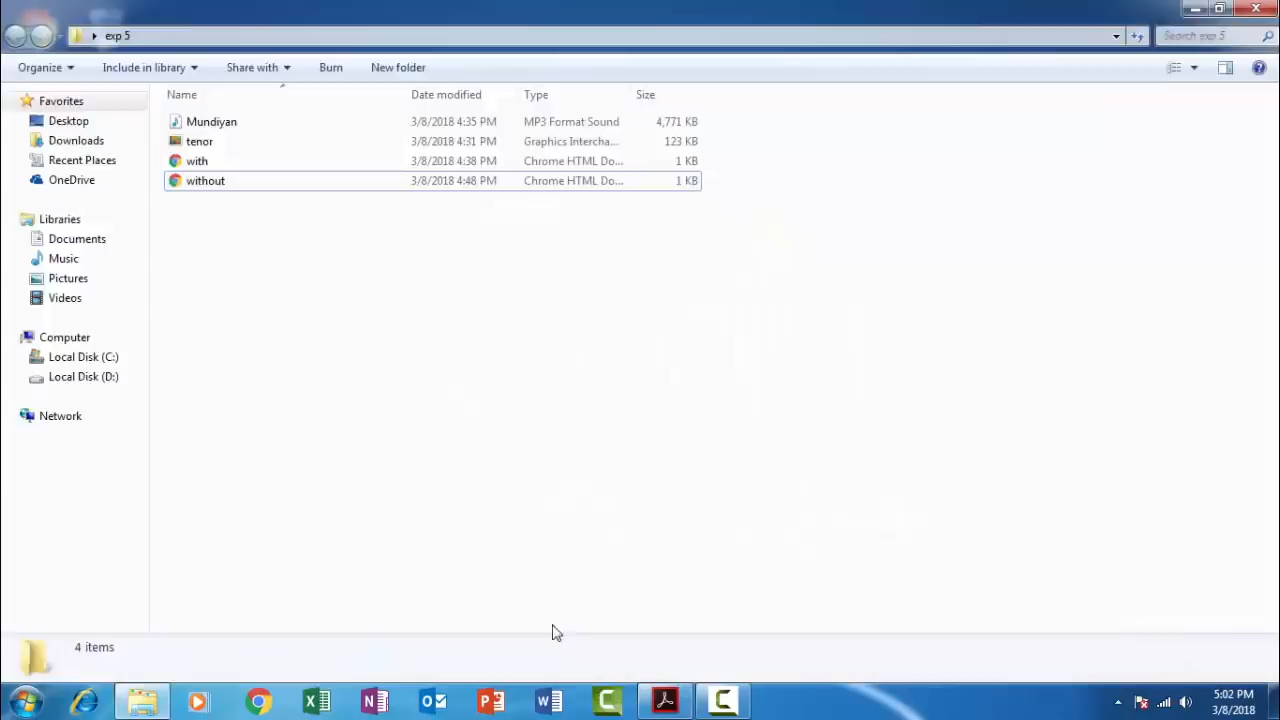 exp 5
Search exp 5
Organize Include in library Share with Burn New folder
Name Date modified Type Size
Favorites
Desktop
Downloads
Recent Places
OneDrive
Libraries
Documents
Music
Pictures
Videos
Computer
Local Disk (C:)
Local Disk (D:)
Network
Mundiyan 3/8/2018 4:35 PM MP3 Format Sound 4,771 KB
tenor 3/8/2018 4:31 PM Graphics Intercha... 123 KB
with 3/8/2018 4:38 PM Chrome HTML Do... 1 KB
without 3/8/2018 4:48 PM Chrome HTML Do... 1 KB
4 items
5:02 PM
3/8/2018